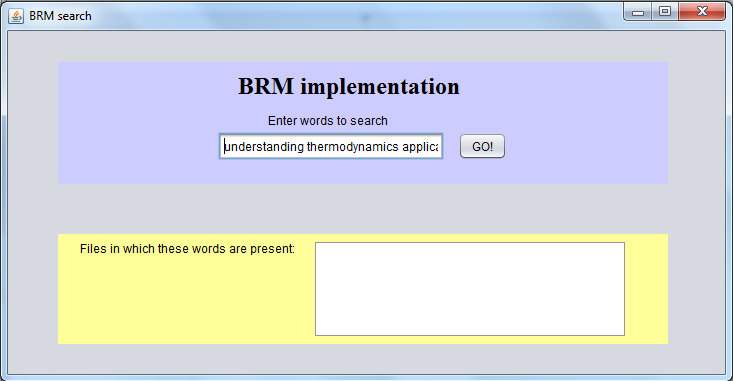 BRM search
BRM implementation
Enter words to search
understanding thermodynamics applica
GO!
Files in which these words are present: